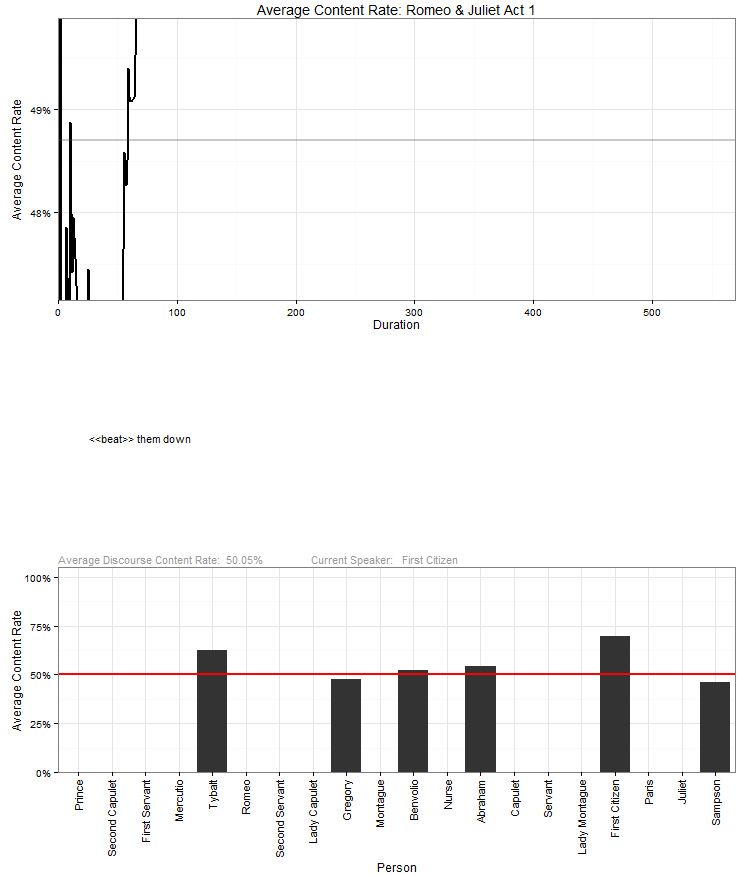 Average Content Rate: Romeo & Juliet Act 1
Average Content Rate
49%
48%
0 100 200 300 400 500
Duration
<<beat>> them down
Average Discourse Content Rate: 50.05% Current Speaker: First Citizen
Average Content Rate
100%
75%
50%
25%
0%
Prince
Second Capulet
First Servant
Mercutio
Tybalt
Romeo
Second Servant
Lady Capulet
Gregory
Montague
Benvolio
Nurse
Abraham
Capulet
Servant
Lady Montague
First Citizen
Paris
Juliet
Sampson
Person